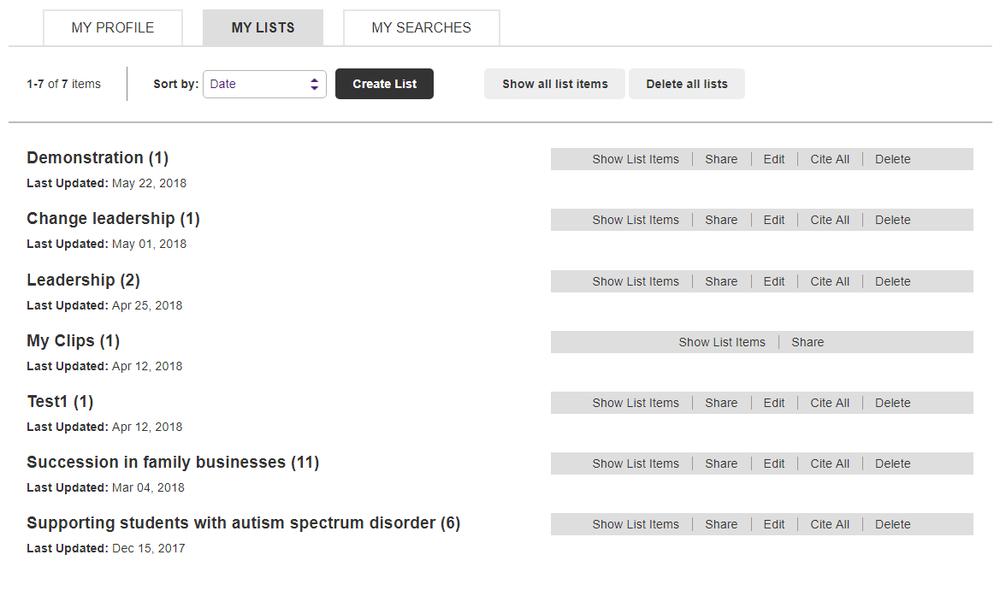 MY PROFILE MY LISTS MY SEARCHES
1-7 of 7 items Sort by: Date Create List Show all list items Delete all lists
Demonstration (1) Show List Items Share Edit Cite All Delete
Last Updated: May 22, 2018
Change leadership (1) Show List Items Share Edit Cite All Delete
Last Updated: May 01, 2018
Leadership (2) Show List Items Share Edit Cite All Delete
Last Updated: Apr 25, 2018
My Clips (1) Show List Items Share
Last Updated: Apr 12, 2018
Test1 (1) Show List Items Share Edit Cite All Delete
Last Updated: Apr 12, 2018
Succession in family businesses (11) Show List Items Share Edit Cite All Delete
Last Updated: Mar 04, 2018
Supporting students with autism spectrum disorder (6) Show List Items Share Edit Cite All Delete
Last Updated: Dec 15, 2017